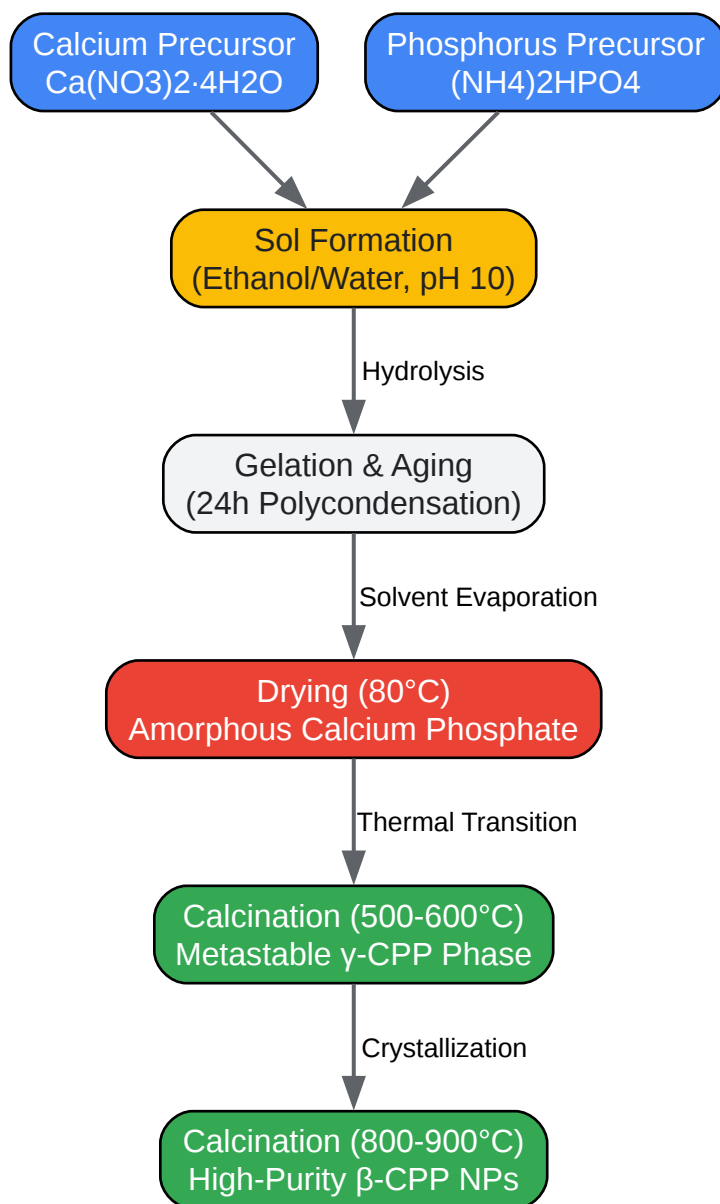 Calcium Precursor
Ca(NO3)2·4H2O
Phosphorus Precursor
(NH4)2HPO4
Sol Formation
(Ethanol/Water, pH 10)
Hydrolysis
Gelation & Aging
(24h Polycondensation)
Solvent Evaporation
Drying (80°C)
Amorphous Calcium Phosphate
Thermal Transition
Calcination (500-600°C)
Metastable γ-CPP Phase
Crystallization
Calcination (800-900°C)
High-Purity β-CPP NPs